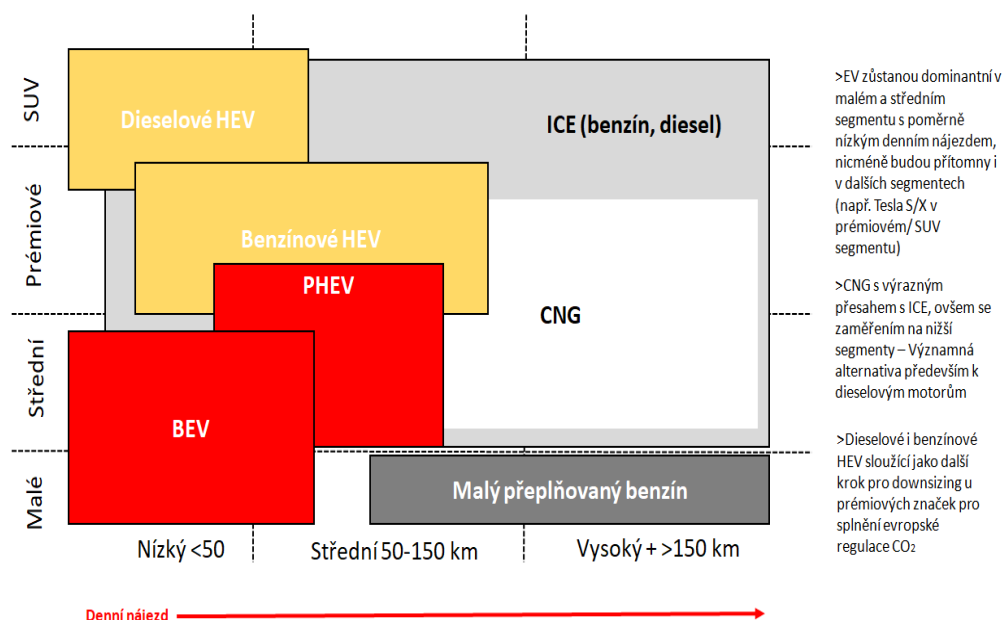 SUV
Prémiové
Střední
Malé
Dieselové HEV
ICE (benzín, diesel)
Benzínové HEV
PHEV
CNG
BEV
Malý přeplňovaný benzín
Nízký <50
Střední 50-150 km
Vysoký + >150 km
Denní nájezd
>EV zůstanou dominantní v
malém a středním
segmentu s poměrně
nízkým denním nájezdem,
nicméně budou přítomny i
v dalších segmentech
(např. Tesla S/X v
prémiovém/ SUV
segmentu)
>CNG s výrazným
přesahem s ICE, ovšem se
zaměřením na nižší
segmenty – Významná
alternativa především k
dieselovým motorům
>Dieselové i benzínové
HEV sloužící jako další
krok pro downsizing u
prémiových značek pro
splnění evropské
regulace CO2